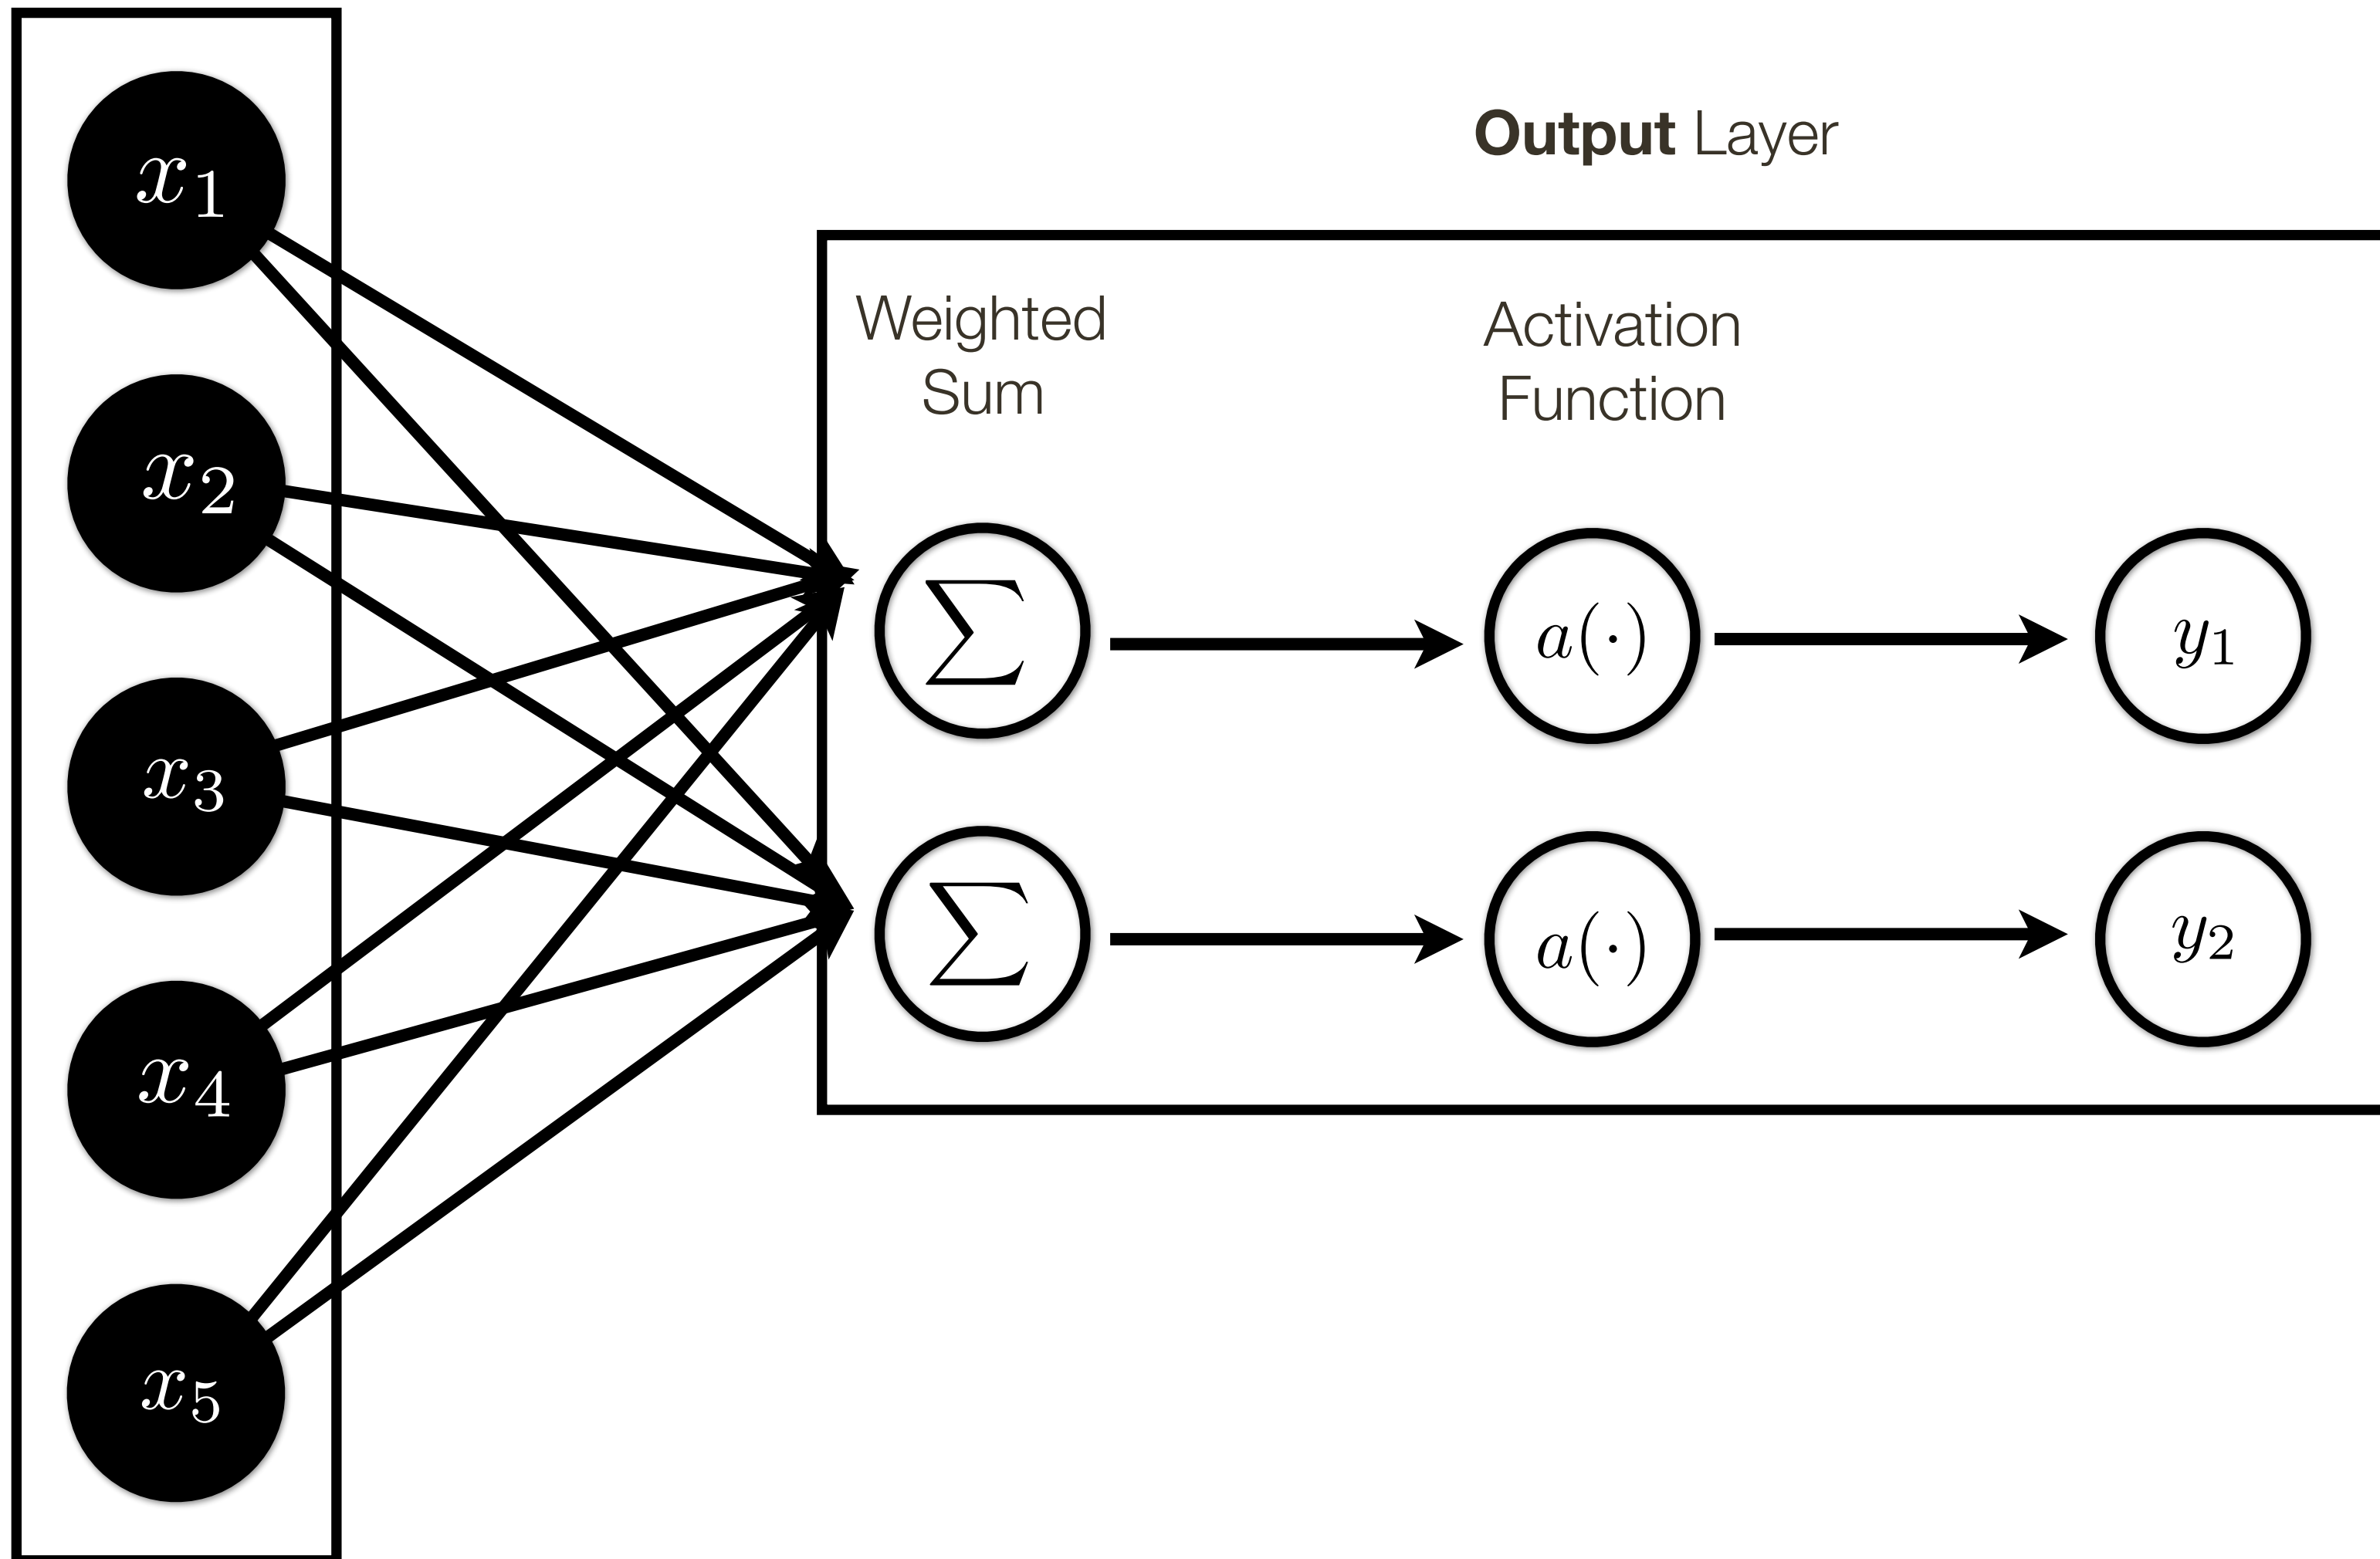 x1
x2
x3
x4
x5
Output Layer
Weighted
Sum
Activation
Function
∑
a(·)
y1
∑
a(·)
y2